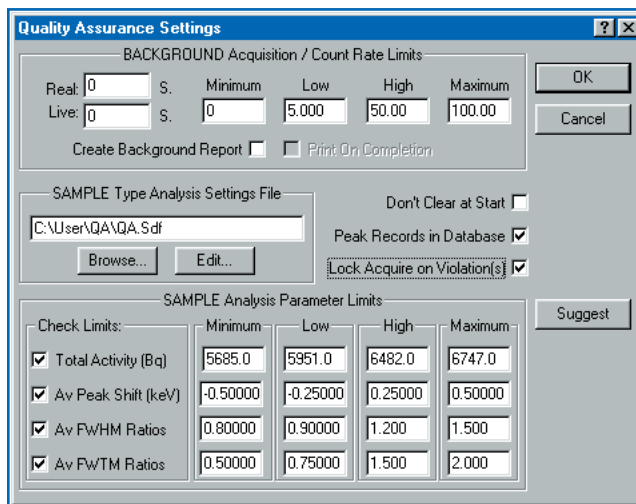 Quality Assurance Settings
BACKGROUND Acquisition / Count Rate Limits
Real: 0 S. Minimum Low High Maximum
Live: 0 S. 0 5.000 50.00 100.00
Create Background Report Print On Completion
OK
Cancel
SAMPLE Type Analysis Settings File
C:\User\QA\QA.Sdf
Browse... Edit...
Don't Clear at Start
Peak Records in Database
Lock Acquire on Violation(s)
Suggest
SAMPLE Analysis Parameter Limits
Check Limits: Minimum Low High Maximum
Total Activity (Bq) 5685.0 5951.0 6482.0 6747.0
Av Peak Shift (keV) -0.50000 -0.25000 0.25000 0.50000
Av FWHM Ratios 0.80000 0.90000 1.200 1.500
Av FWTM Ratios 0.50000 0.75000 1.500 2.000